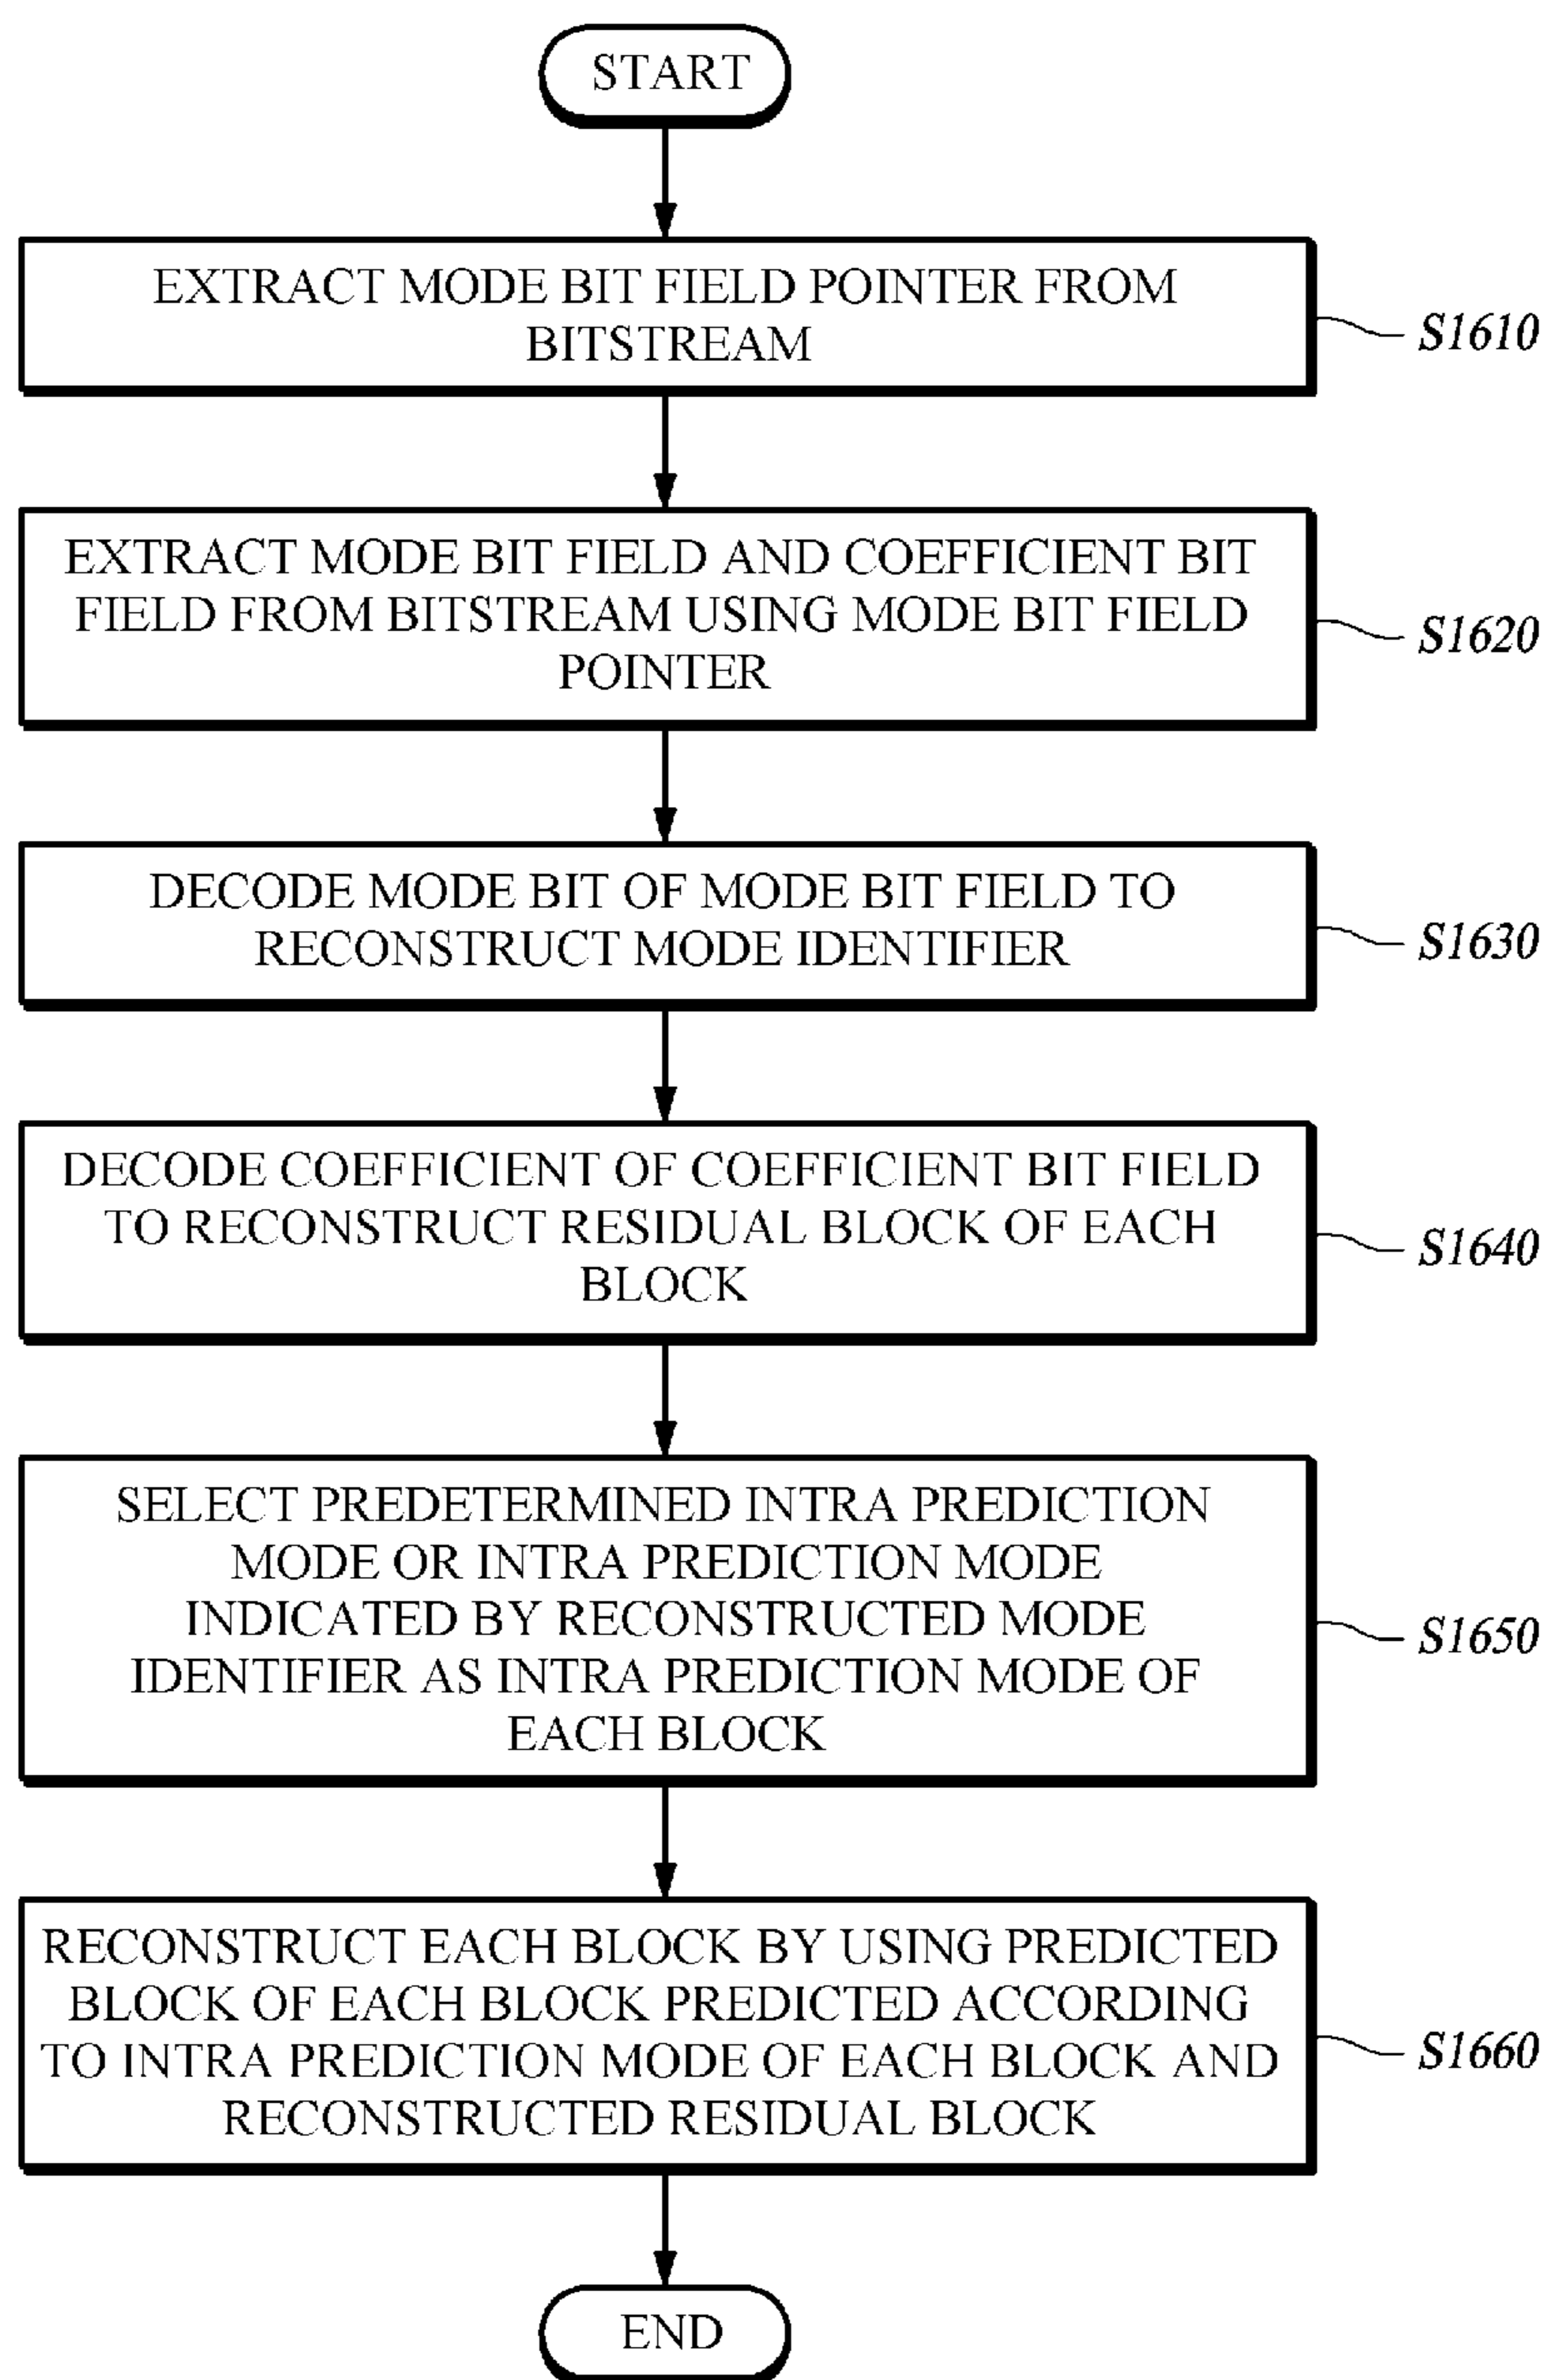 START
EXTRACT MODE BIT FIELD POINTER FROM
BITSTREAM
S1610
EXTRACT MODE BIT FIELD AND COEFFICIENT BIT
FIELD FROM BITSTREAM USING MODE BIT FIELD
POINTER
S1620
DECODE MODE BIT OF MODE BIT FIELD TO
RECONSTRUCT MODE IDENTIFIER
S1630
DECODE COEFFICIENT OF COEFFICIENT BIT FIELD
TO RECONSTRUCT RESIDUAL BLOCK OF EACH
BLOCK
S1640
SELECT PREDETERMINED INTRA PREDICTION
MODE OR INTRA PREDICTION MODE
INDICATED BY RECONSTRUCTED MODE
IDENTIFIER AS INTRA PREDICTION MODE OF
EACH BLOCK
S1650
RECONSTRUCT EACH BLOCK BY USING PREDICTED
BLOCK OF EACH BLOCK PREDICTED ACCORDING
TO INTRA PREDICTION MODE OF EACH BLOCK AND
RECONSTRUCTED RESIDUAL BLOCK
S1660
END